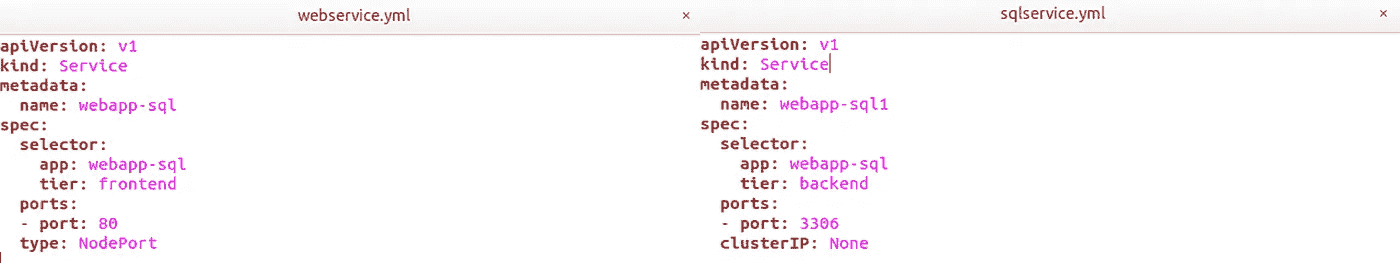 webservice.yml ×
apiVersion: v1
kind: Service
metadata:
  name: webapp-sql
spec:
  selector:
    app: webapp-sql
    tier: frontend
  ports:
  - port: 80
  type: NodePort
sqlservice.yml ×
apiVersion: v1
kind: Service
metadata:
  name: webapp-sql1
spec:
  selector:
    app: webapp-sql
    tier: backend
  ports:
  - port: 3306
  clusterIP: None